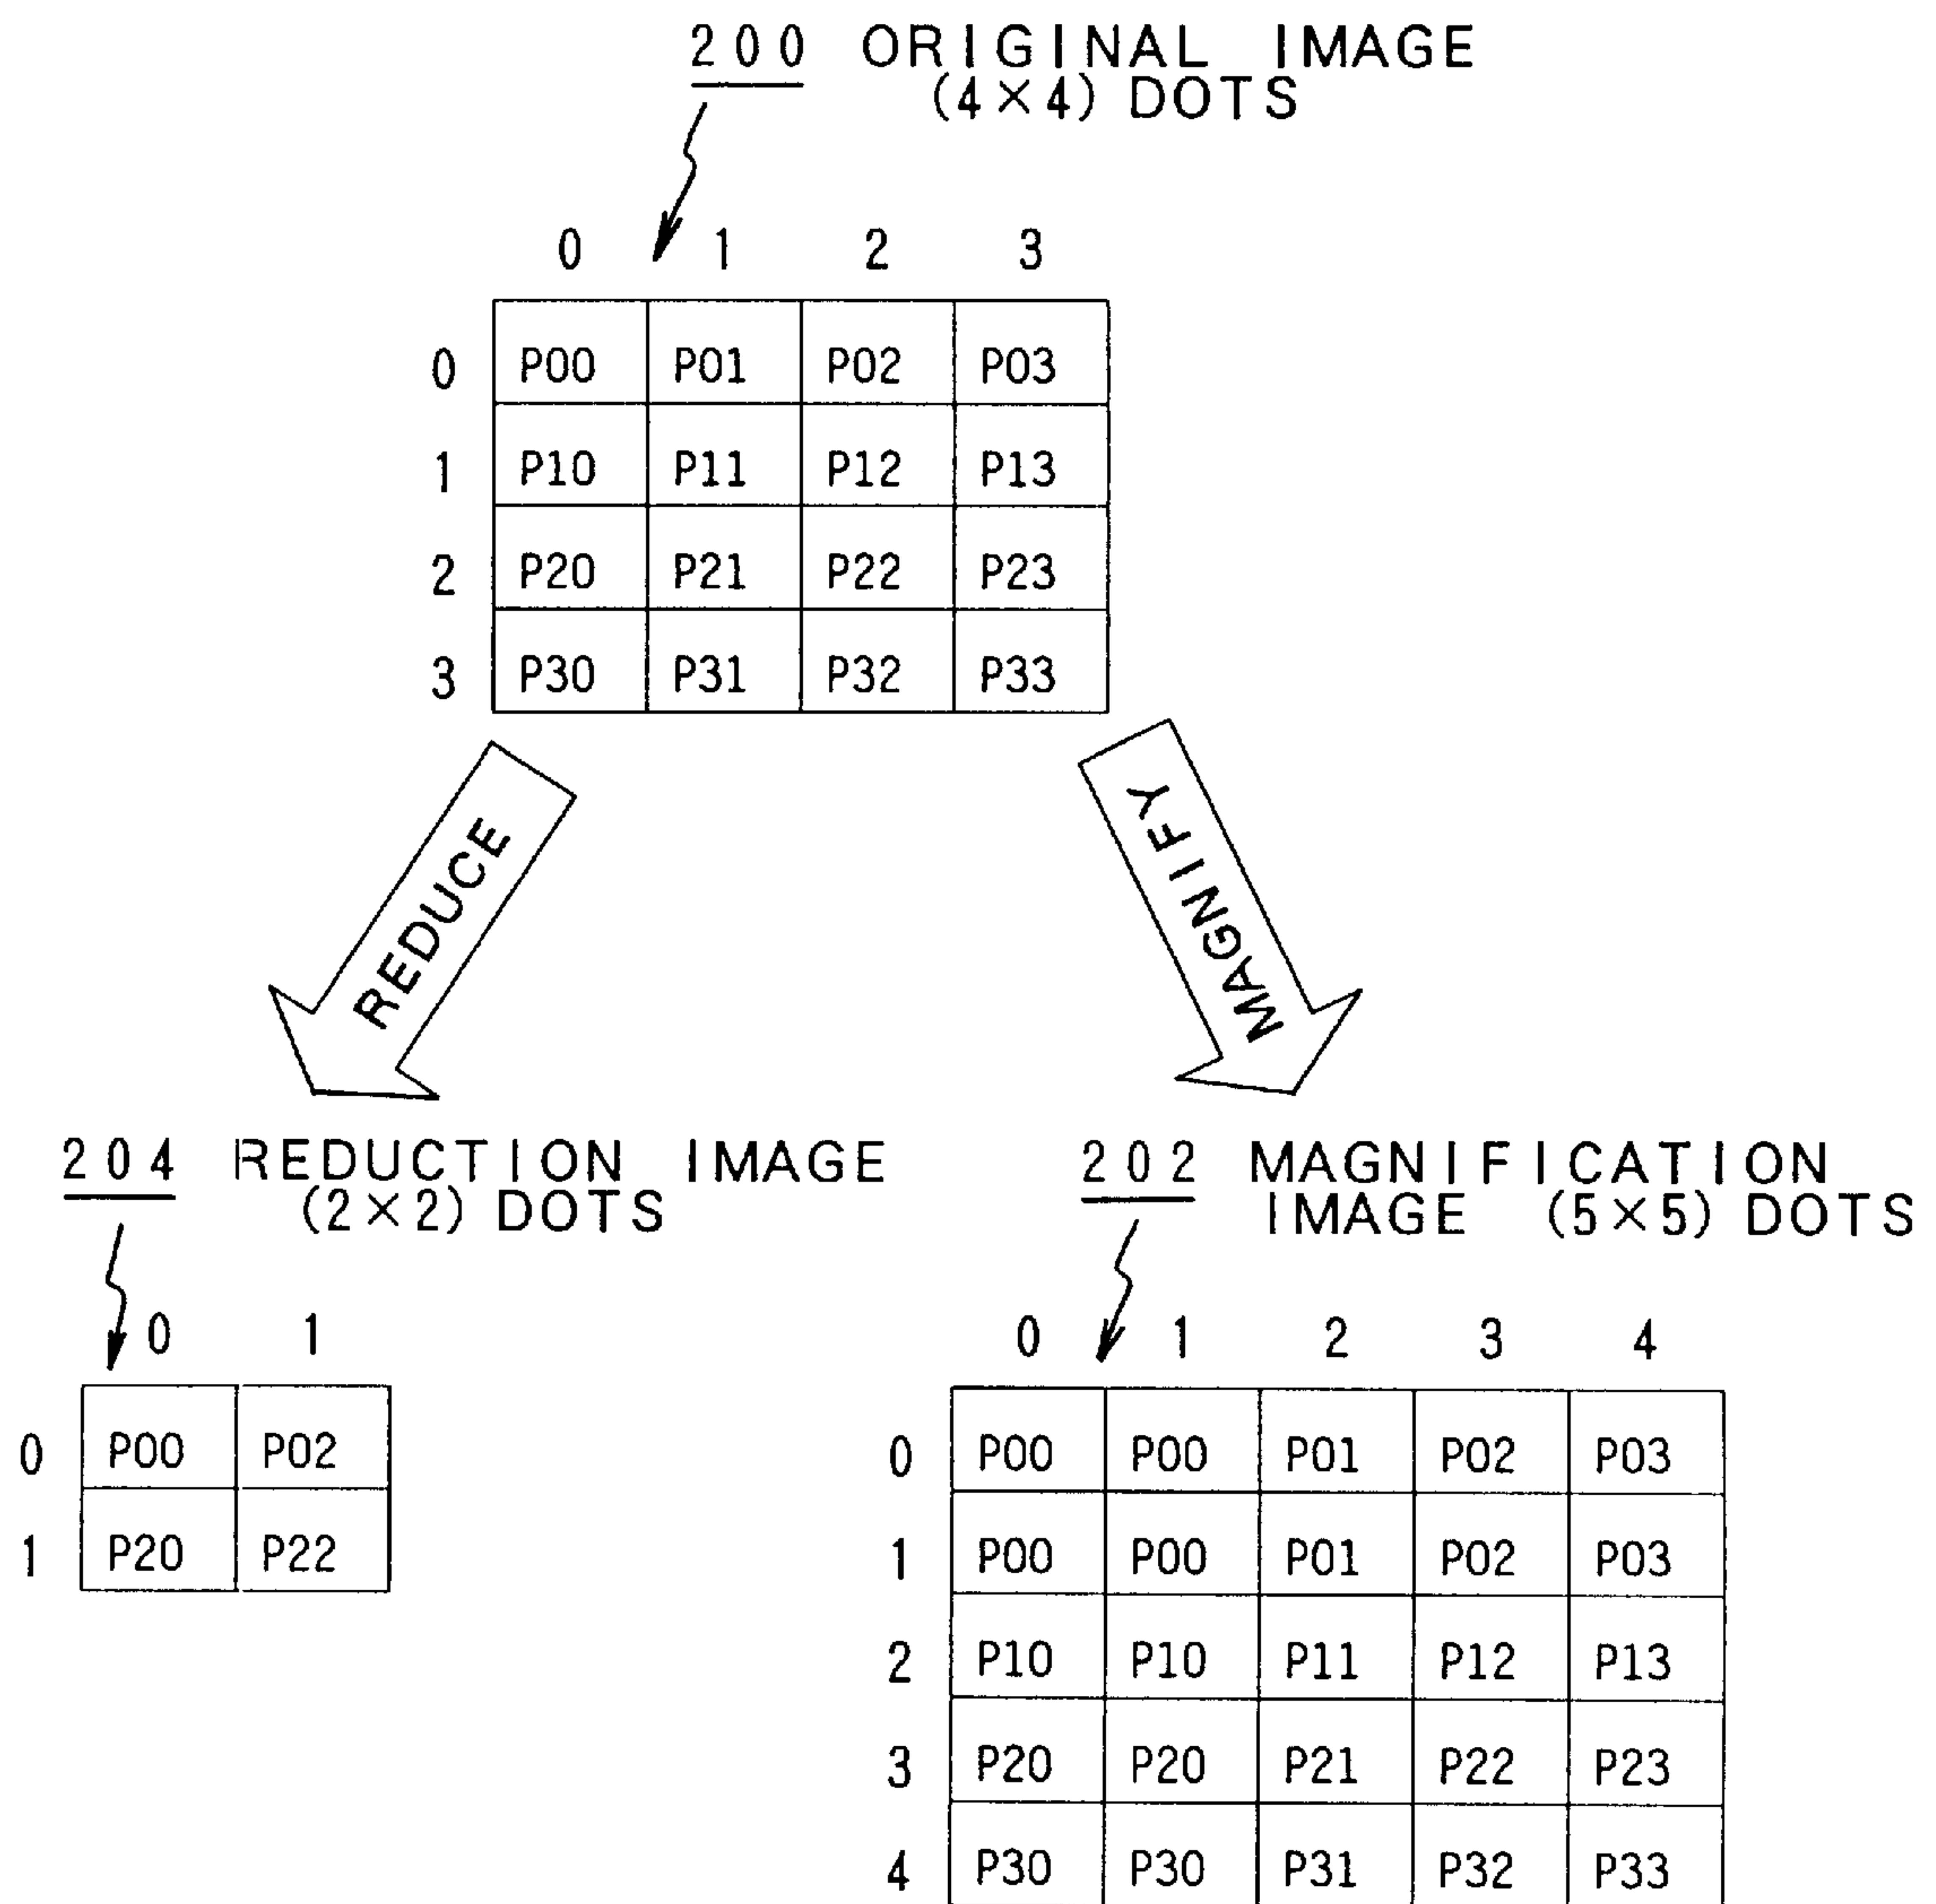 200 ORIGINAL IMAGE
(4×4) DOTS
0 1 2 3
0 P00 P01 P02 P03
1 P10 P11 P12 P13
2 P20 P21 P22 P23
3 P30 P31 P32 P33
REDUCE
MAGNIFY
204 REDUCTION IMAGE
(2×2) DOTS
0 1
0 P00 P02
1 P20 P22
202 MAGNIFICATION
IMAGE (5×5) DOTS
0 1 2 3 4
0 P00 P00 P01 P02 P03
1 P00 P00 P01 P02 P03
2 P10 P10 P11 P12 P13
3 P20 P20 P21 P22 P23
4 P30 P30 P31 P32 P33